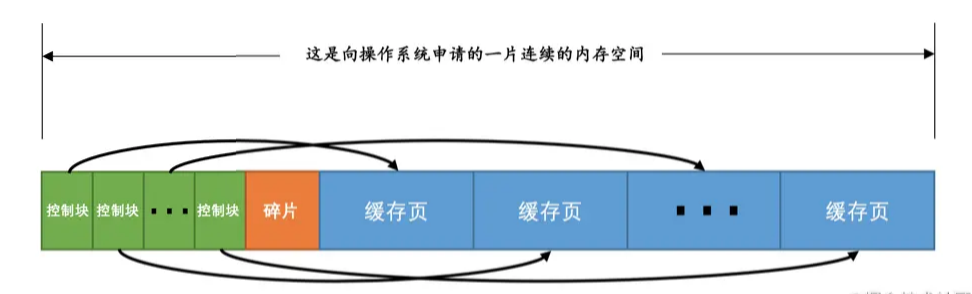 这是向操作系统申请的一片连续的内存空间
控制块 控制块 ▪ ▪ ▪ 控制块 碎片 缓存页 缓存页 ▪ ▪ ▪ 缓存页